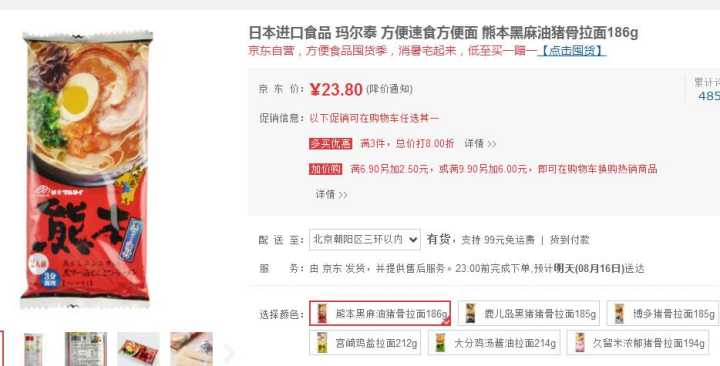 日本进口食品 玛尔泰 方便速食方便面 熊本黑麻油猪骨拉面186g
京东自营，方便食品囤货季，消暑宅起来，低至买一赠一【点击囤货】
京 东 价： ¥23.80 (降价通知)
累计评
485
促销信息： 以下促销可在购物车任选其一
多买优惠 满3件，总价打8.00折 详情 >>
加价购 满6.90另加2.50元，或满9.90另加6.00元，即可在购物车换购热销商品
详情 >>
配 送 至： 北京朝阳区三环以内 有货，支持 99元免运费 | 货到付款
服 务： 由 京东 发货，并提供售后服务。23:00前完成下单,预计明天(08月16日)送达
选择颜色： 熊本黑麻油猪骨拉面186g 鹿儿岛黑猪猪骨拉面185g 博多猪骨拉面185g
宫崎鸡盐拉面212g 大分鸡汤酱油拉面214g 久留米浓郁猪骨拉面194g
マルタイ
熊本
2人前
3分